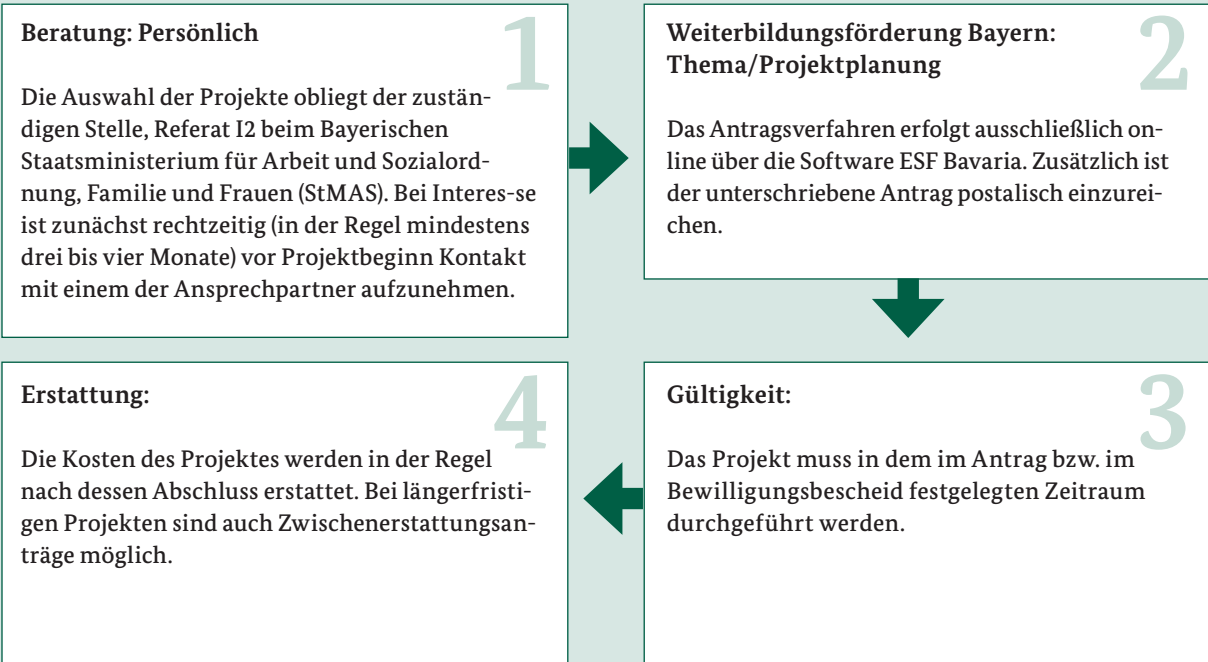 Beratung: Persönlich
1
Die Auswahl der Projekte obliegt der zustän-
digen Stelle, Referat I2 beim Bayerischen
Staatsministerium für Arbeit und Sozialord-
nung, Familie und Frauen (StMAS). Bei Interes-se
ist zunächst rechtzeitig (in der Regel mindestens
drei bis vier Monate) vor Projektbeginn Kontakt
mit einem der Ansprechpartner aufzunehmen.
Weiterbildungsförderung Bayern:
Thema/Projektplanung
2
Das Antragsverfahren erfolgt ausschließlich on-
line über die Software ESF Bavaria. Zusätzlich ist
der unterschriebene Antrag postalisch einzurei-
chen.
Gültigkeit:
3
Das Projekt muss in dem im Antrag bzw. im
Bewilligungsbescheid festgelegten Zeitraum
durchgeführt werden.
Erstattung:
4
Die Kosten des Projektes werden in der Regel
nach dessen Abschluss erstattet. Bei längerfristi-
gen Projekten sind auch Zwischenerstattungsan-
träge möglich.